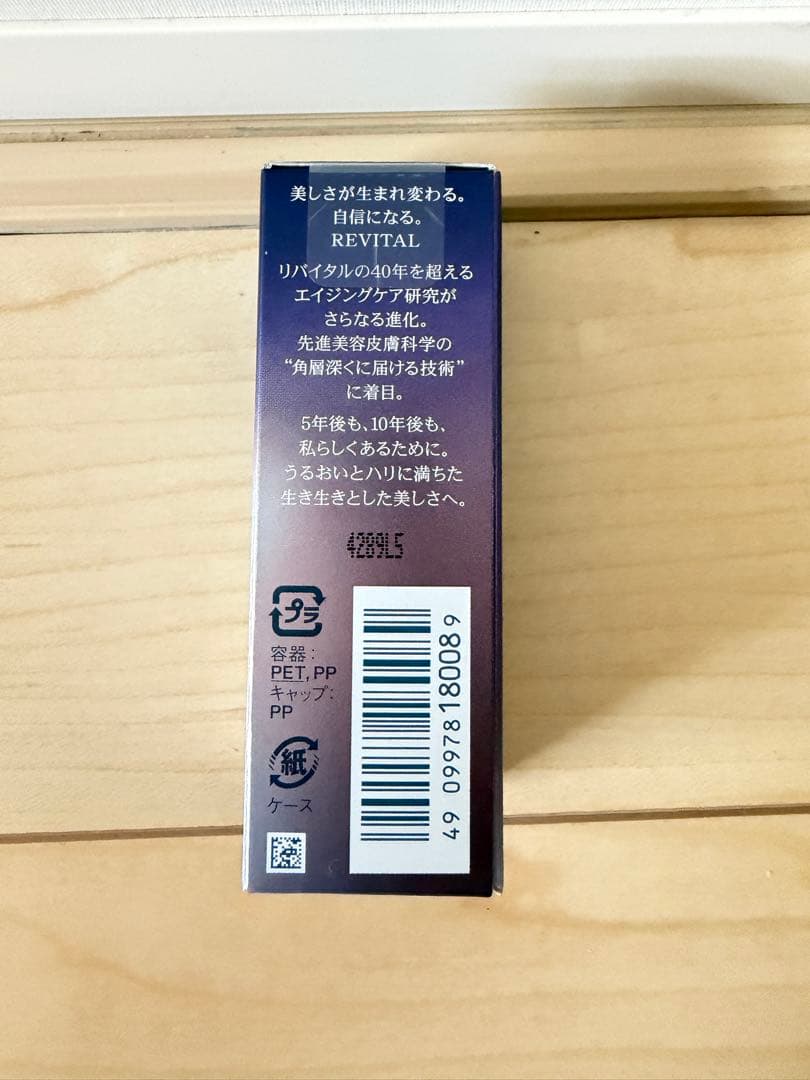 美しさが生まれ変わる。
自信になる。
REVITAL
リバイタルの40年を超える
エイジングケア研究が
さらなる進化。
先進美容皮膚科学の
“角層深くに届ける技術”
に着目。
5年後も、10年後も、
私らしくあるために。
うるおいとハリに満ちた
生き生きとした美しさへ。
4289L5
プラ
容器:
PET, PP
キャップ:
PP
紙
ケース
49 09978 180089